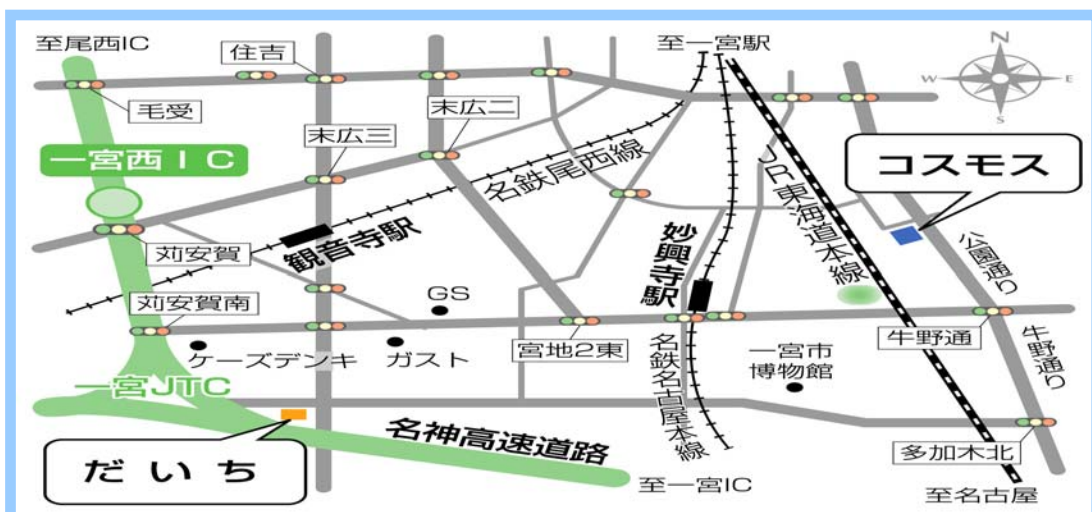 至尾西IC
住吉
至一宮駅
N
W
E
S
毛受
末広三
末広二
一宮西IC
名鉄尾西線
JR東海道本線
コスモス
苅安賀
観音寺駅
妙興寺駅
公園通り
苅安賀南
GS
ケーズデンキ
ガスト
宮地2東
一宮市
博物館
牛野通
牛野通り
一宮JTC
名鉄名古屋本線
名神高速道路
だいち
多加木北
至一宮IC
至名古屋